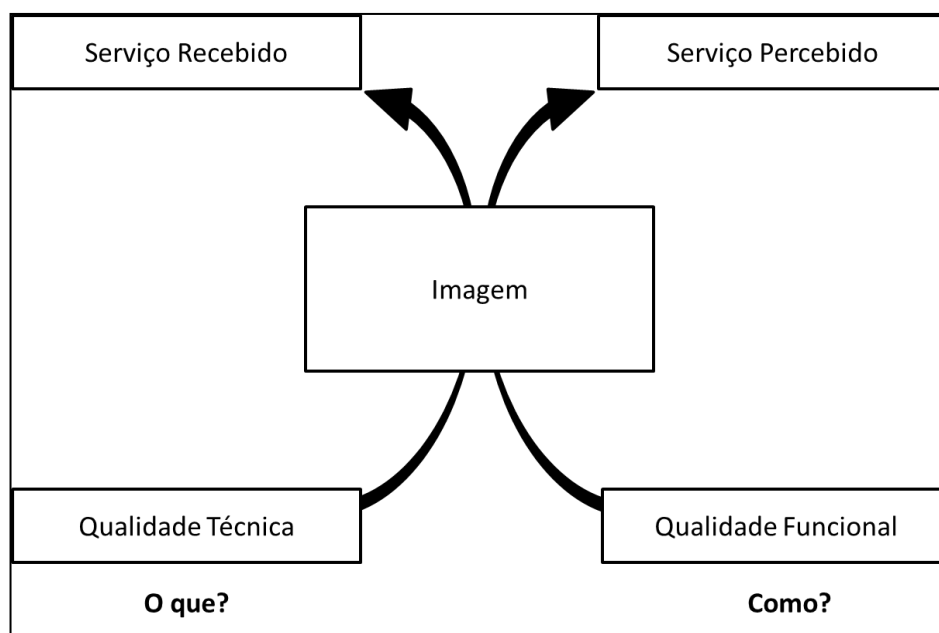 Serviço Recebido
Serviço Percebido
Imagem
Qualidade Técnica
Qualidade Funcional
O que?
Como?